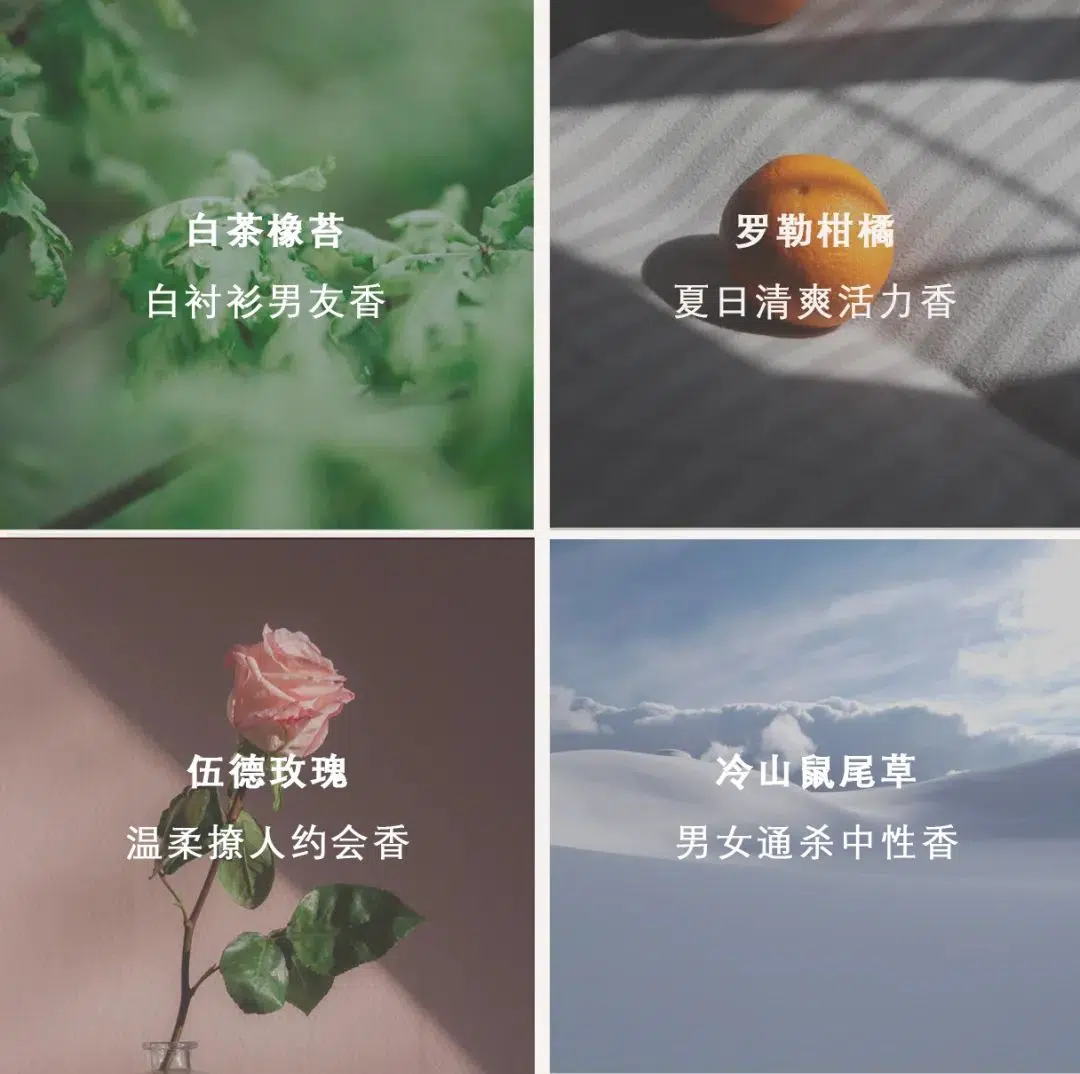 白茶橡苔
白衬衫男友香
罗勒柑橘
夏日清爽活力香
伍德玫瑰
温柔撩人约会香
冷山鼠尾草
男女通杀中性香